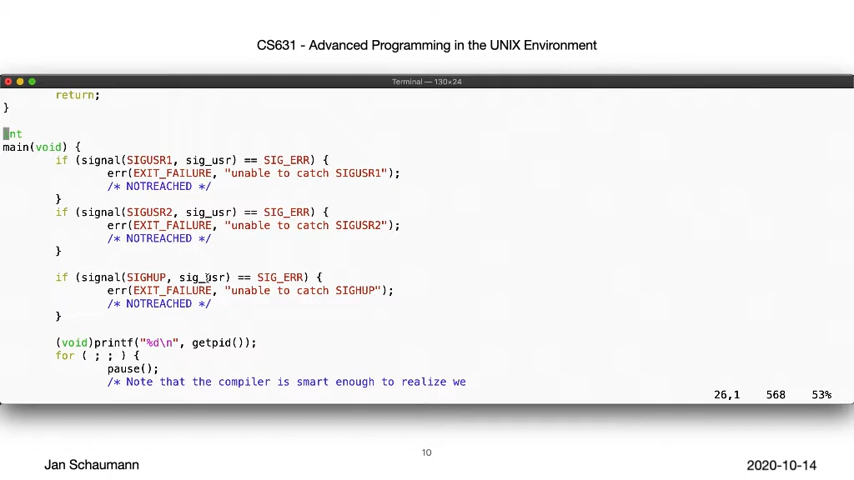 CS631 - Advanced Programming in the UNIX Environment
Terminal — 130×24
return;
}
int
main(void) {
if (signal(SIGUSR1, sig_usr) == SIG_ERR) {
err(EXIT_FAILURE, "unable to catch SIGUSR1");
/* NOTREACHED */
}
if (signal(SIGUSR2, sig_usr) == SIG_ERR) {
err(EXIT_FAILURE, "unable to catch SIGUSR2");
/* NOTREACHED */
}
if (signal(SIGHUP, sig_usr) == SIG_ERR) {
err(EXIT_FAILURE, "unable to catch SIGHUP");
/* NOTREACHED */
}
(void)printf("%d\n", getpid());
for ( ; ; ) {
pause();
/* Note that the compiler is smart enough to realize we
26,1 568 53%
10
Jan Schaumann
2020-10-14